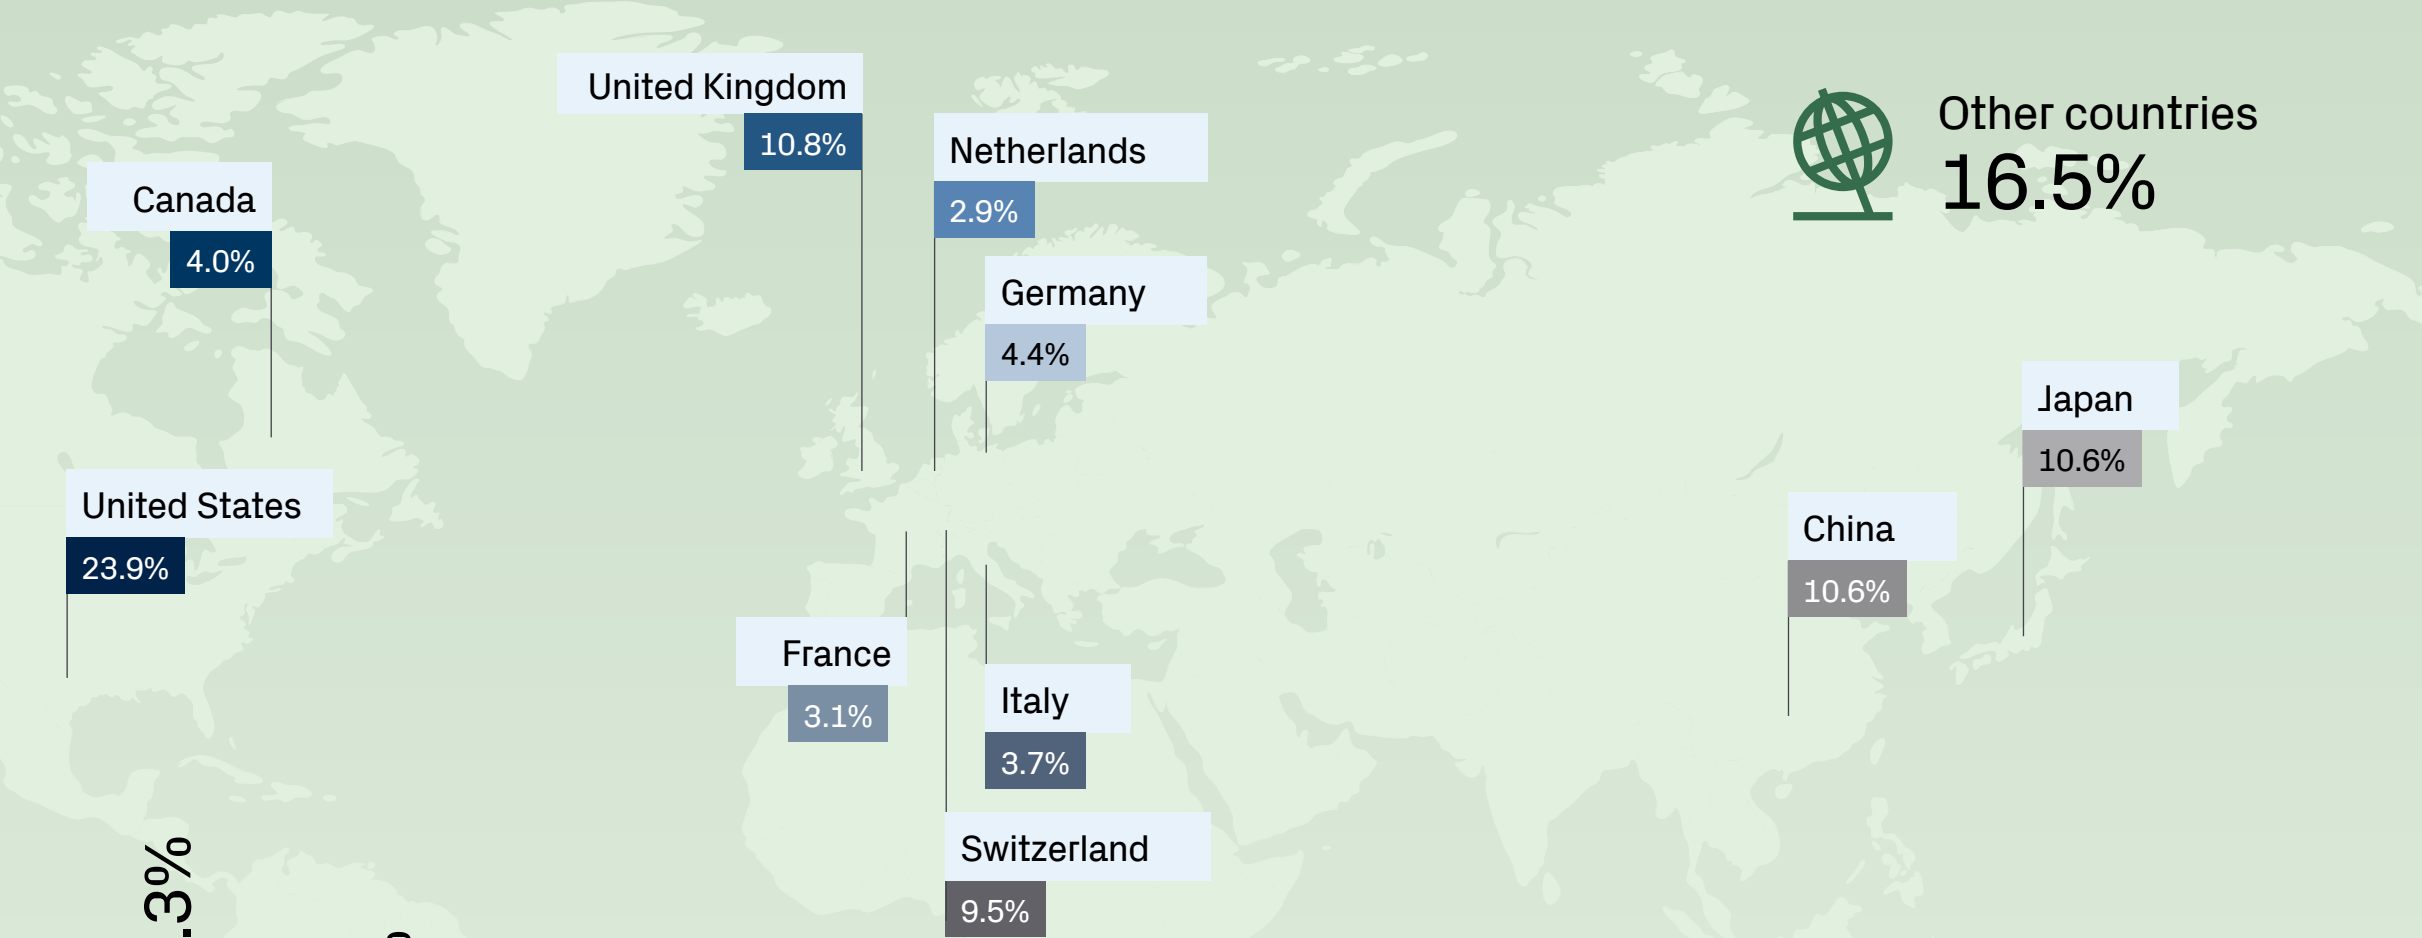 United Kingdom
10.8%
Netherlands
2.9%
Other countries
16.5%
Canada
4.0%
Germany
4.4%
Japan
10.6%
United States
23.9%
China
10.6%
France
3.1%
Italy
3.7%
Switzerland
9.5%
.3%